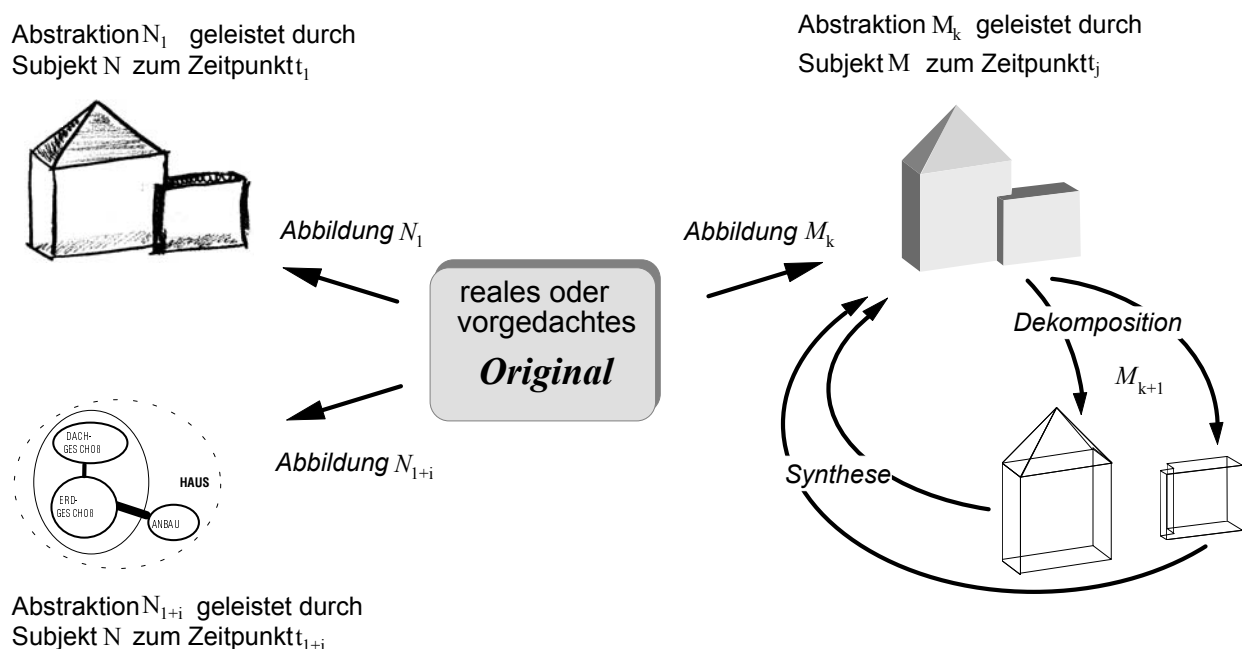 Abstraktion N₁ geleistet durch
Subjekt N zum Zeitpunkt t₁
Abstraktion Mₖ geleistet durch
Subjekt M zum Zeitpunkt tⱼ
Abbildung N₁
Abbildung Mₖ
reales oder
vorgedachtes
Original
Dekomposition
Mₖ₊₁
Synthese
Abbildung N₁₊ᵢ
DACH-
GESCHOß
HAUS
ERD-
GESCHOß
ANBAU
Abstraktion N₁₊ᵢ geleistet durch
Subjekt N zum Zeitpunkt t₁₊ᵢ